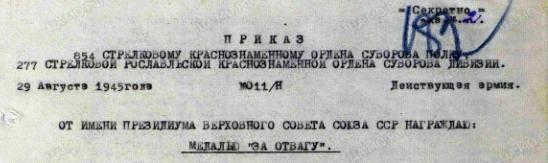 = Секретно =
экз № 2.
ПРИКАЗ
854 СТРЕЛКОВОМУ КРАСНОЗНАМЕННОМУ ОРДЕНА СУВОРОВА ПОЛКУ
277 СТРЕЛКОВОЙ РОСЛАВЛЬСКОЙ КРАСНОЗНАМЕННОЙ ОРДЕНА СУВОРОВА ДИВИЗИИ.
29 Августа 1945года №011/Н Действующая армия.
ОТ ИМЕНИ ПРЕЗИДИУМА ВЕРХОВНОГО СОВЕТА СОЮЗА ССР НАГРАЖДАЮ:
МЕДАЛЬЮ "ЗА ОТВАГУ".